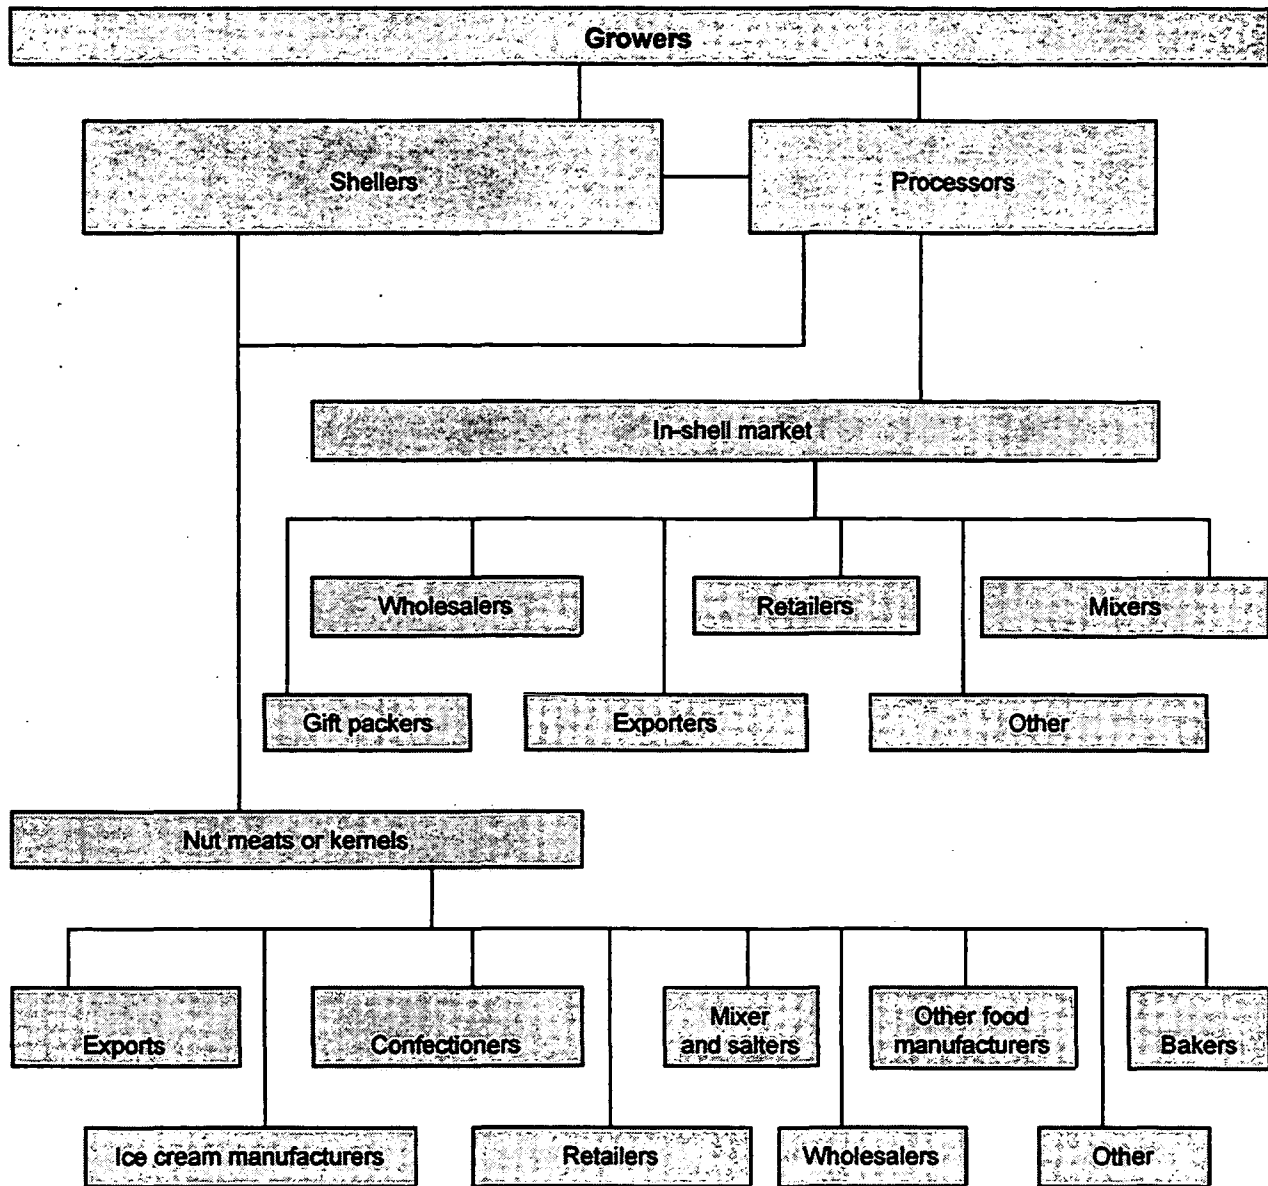 Growers
Shellers
Processors
In-shell market
Wholesalers
Retailers
Mixers
Gift packers
Exporters
Other
Nut meats or kernels
Exports
Confectioners
Mixer
and salters
Other food
manufacturers
Bakers
Ice cream manufacturers
Retailers
Wholesalers
Other